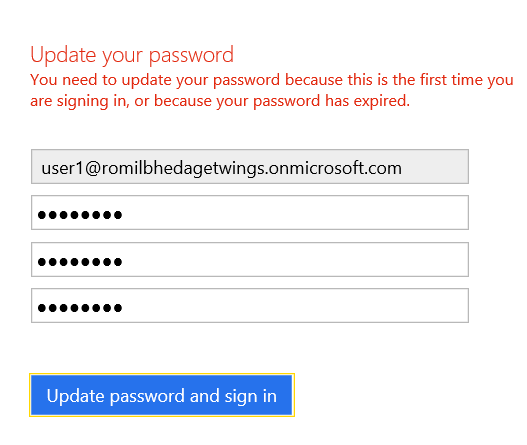 Update your password
You need to update your password because this is the first time you
are signing in, or because your password has expired.
user1@romilbhedagetwings.onmicrosoft.com
●●●●●●●●
●●●●●●●●
●●●●●●●●
Update password and sign in